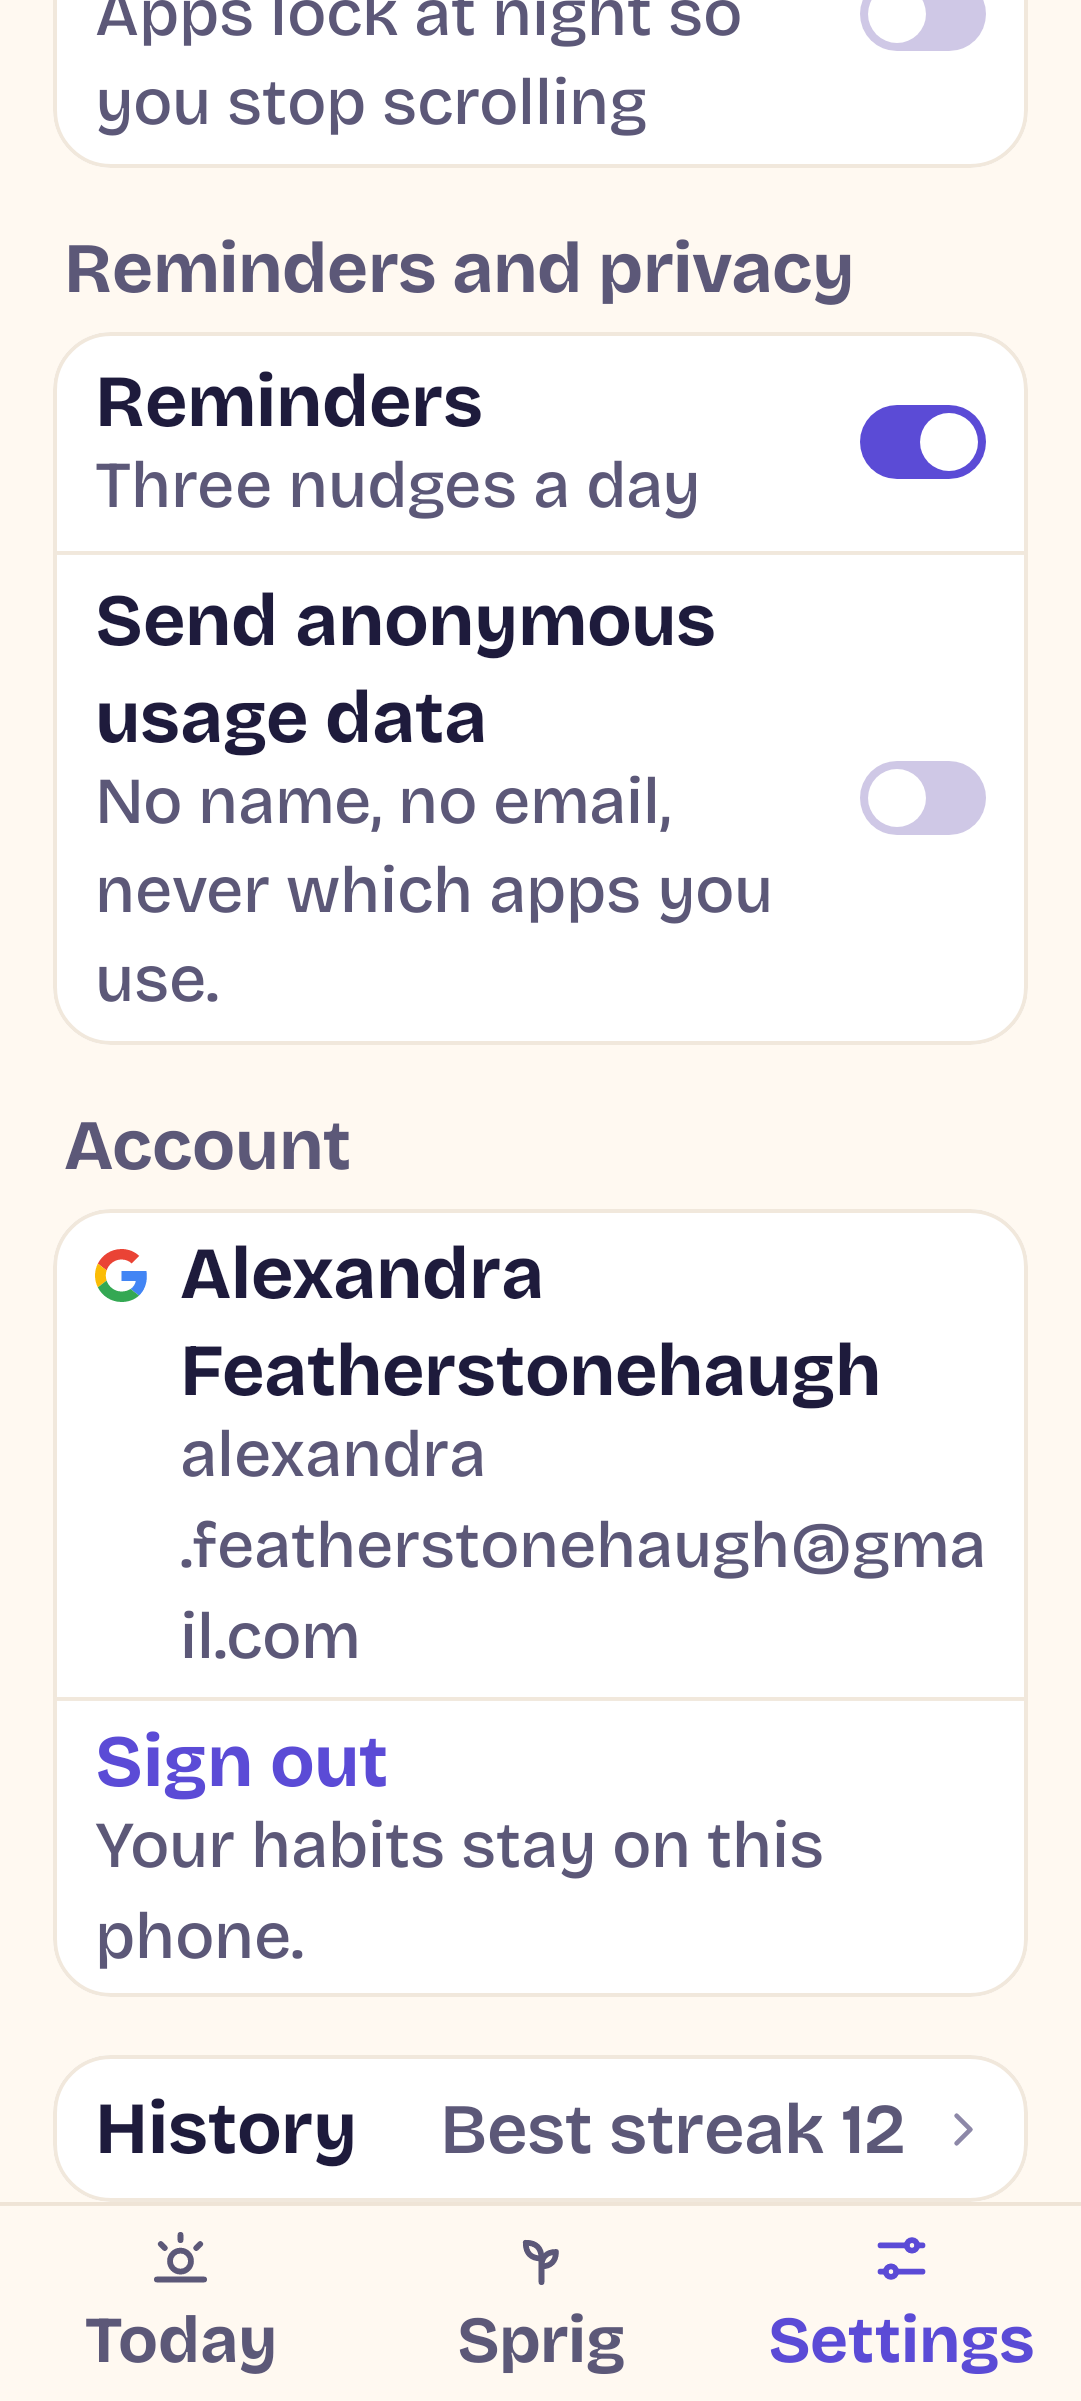 Apps lock at night so
you stop scrolling
Reminders and privacy
Reminders
Three nudges a day
Send anonymous
usage data
No name, no email,
never which apps you
use.
Account
Alexandra
Featherstonehaugh
alexandra
.featherstonehaugh@gma
il.com
Sign out
Your habits stay on this
phone.
History
Best streak 12
Today
Sprig
Settings